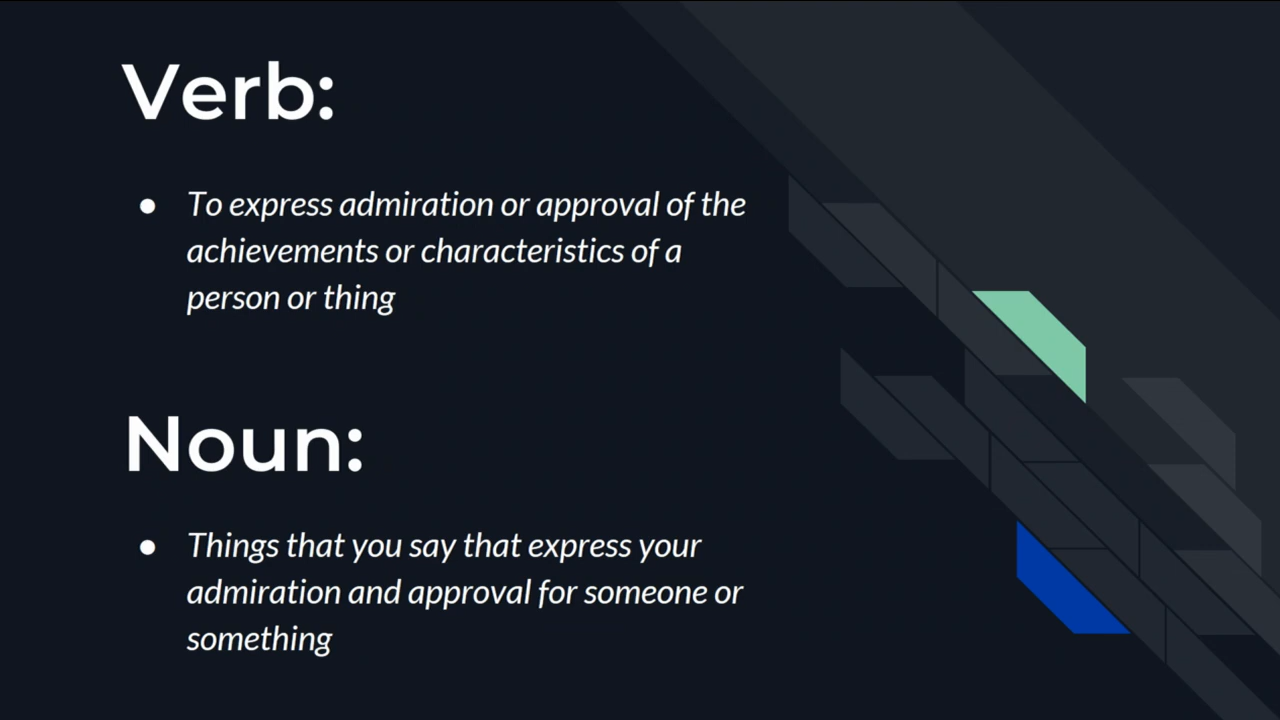 Verb:
● To express admiration or approval of the
achievements or characteristics of a
person or thing
Noun:
● Things that you say that express your
admiration and approval for someone or
something